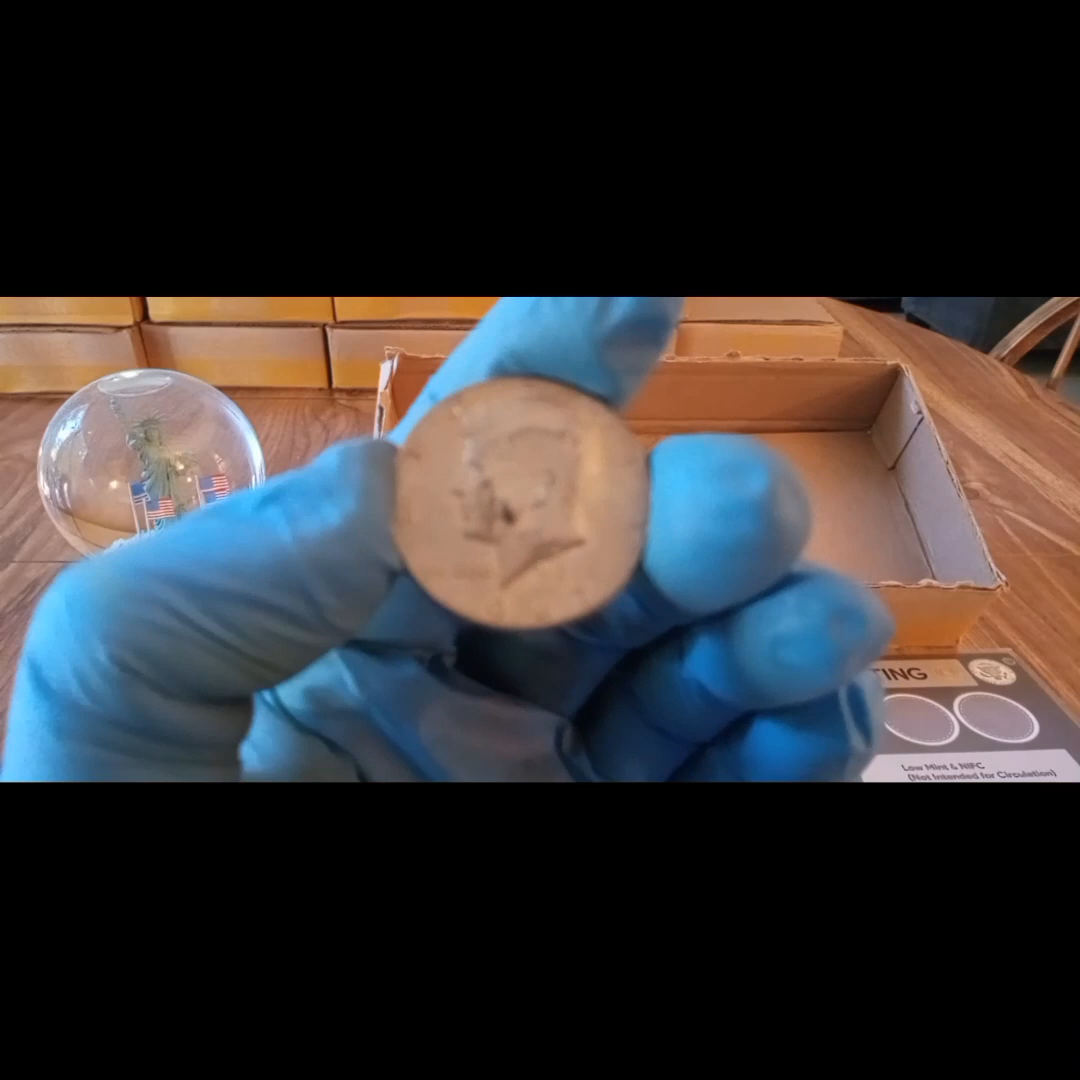 TING
Low Mint & NIFC
(Not Intended for Circulation)